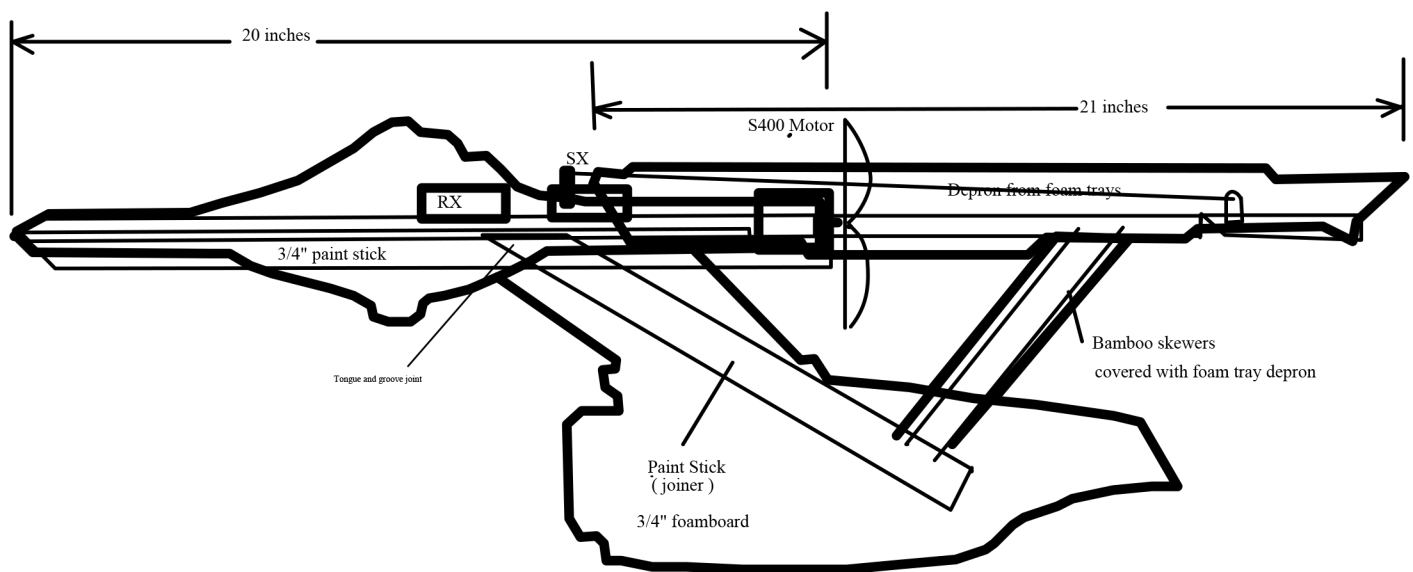 20 inches
21 inches
S400 Motor
SX
Depron from foam trays
RX
3/4" paint stick
Bamboo skewers
covered with foam tray depron
Tongue and groove joint
Paint Stick
( joiner )
3/4" foamboard